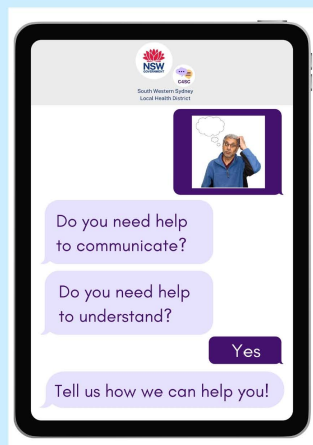 NSW
GOVERNMENT
C4SC
South Western Sydney
Local Health District
Do you need help
to communicate?
Do you need help
to understand?
Yes
Tell us how we can help you!